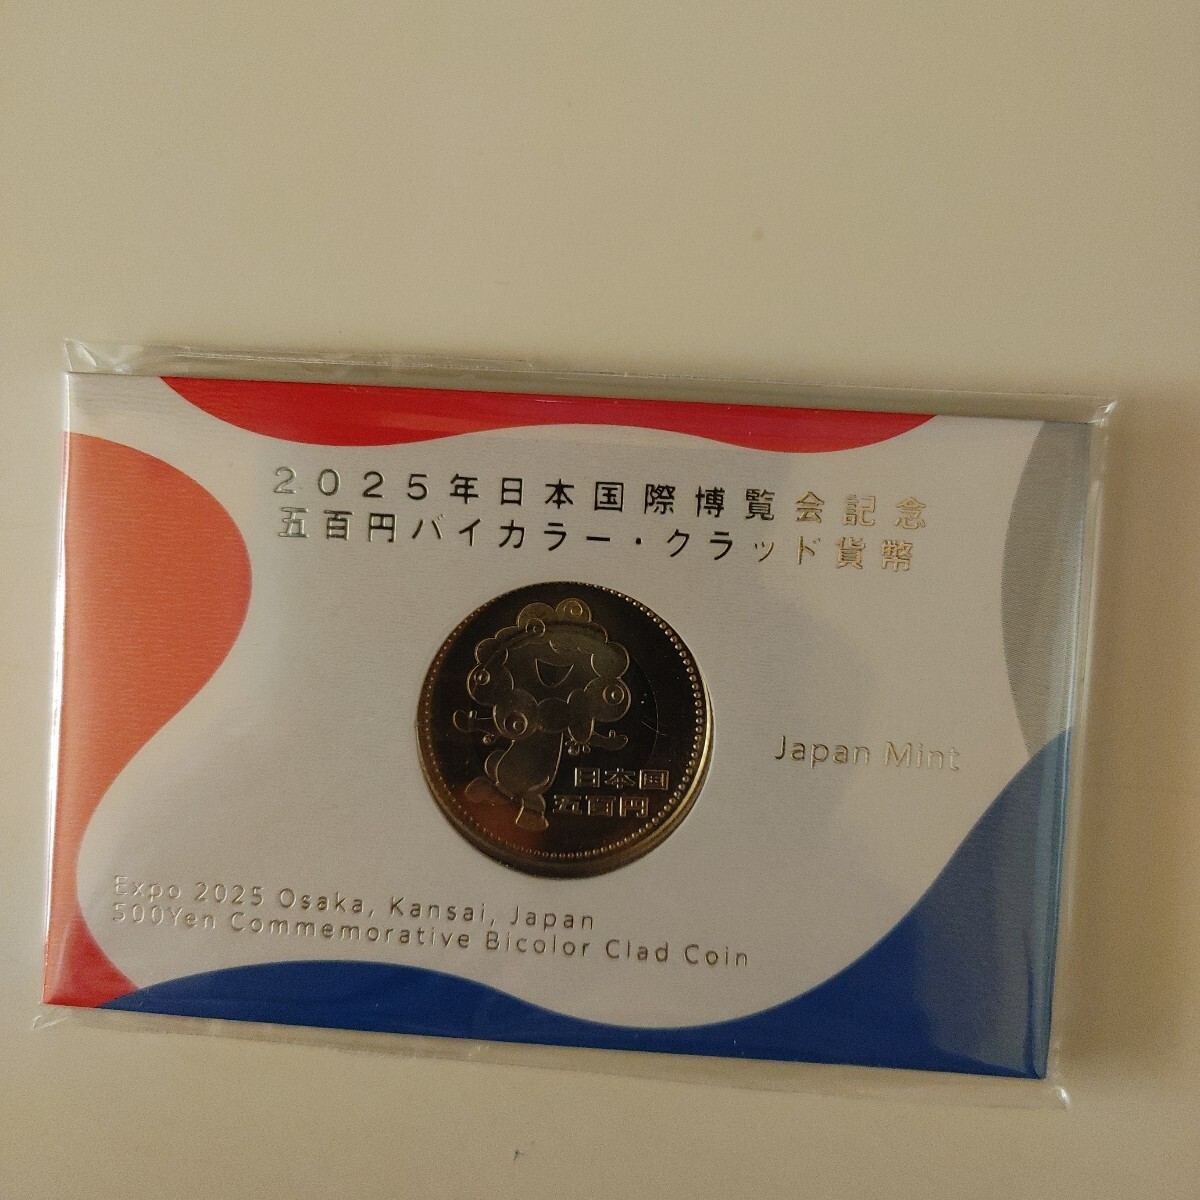 2025年日本国際博覧会記念
五百円バイカラー・クラッド貨幣
日本国
五百円
Japan Mint
Expo 2025 Osaka, Kansai, Japan
500Yen Commemorative Bicolor Clad Coin